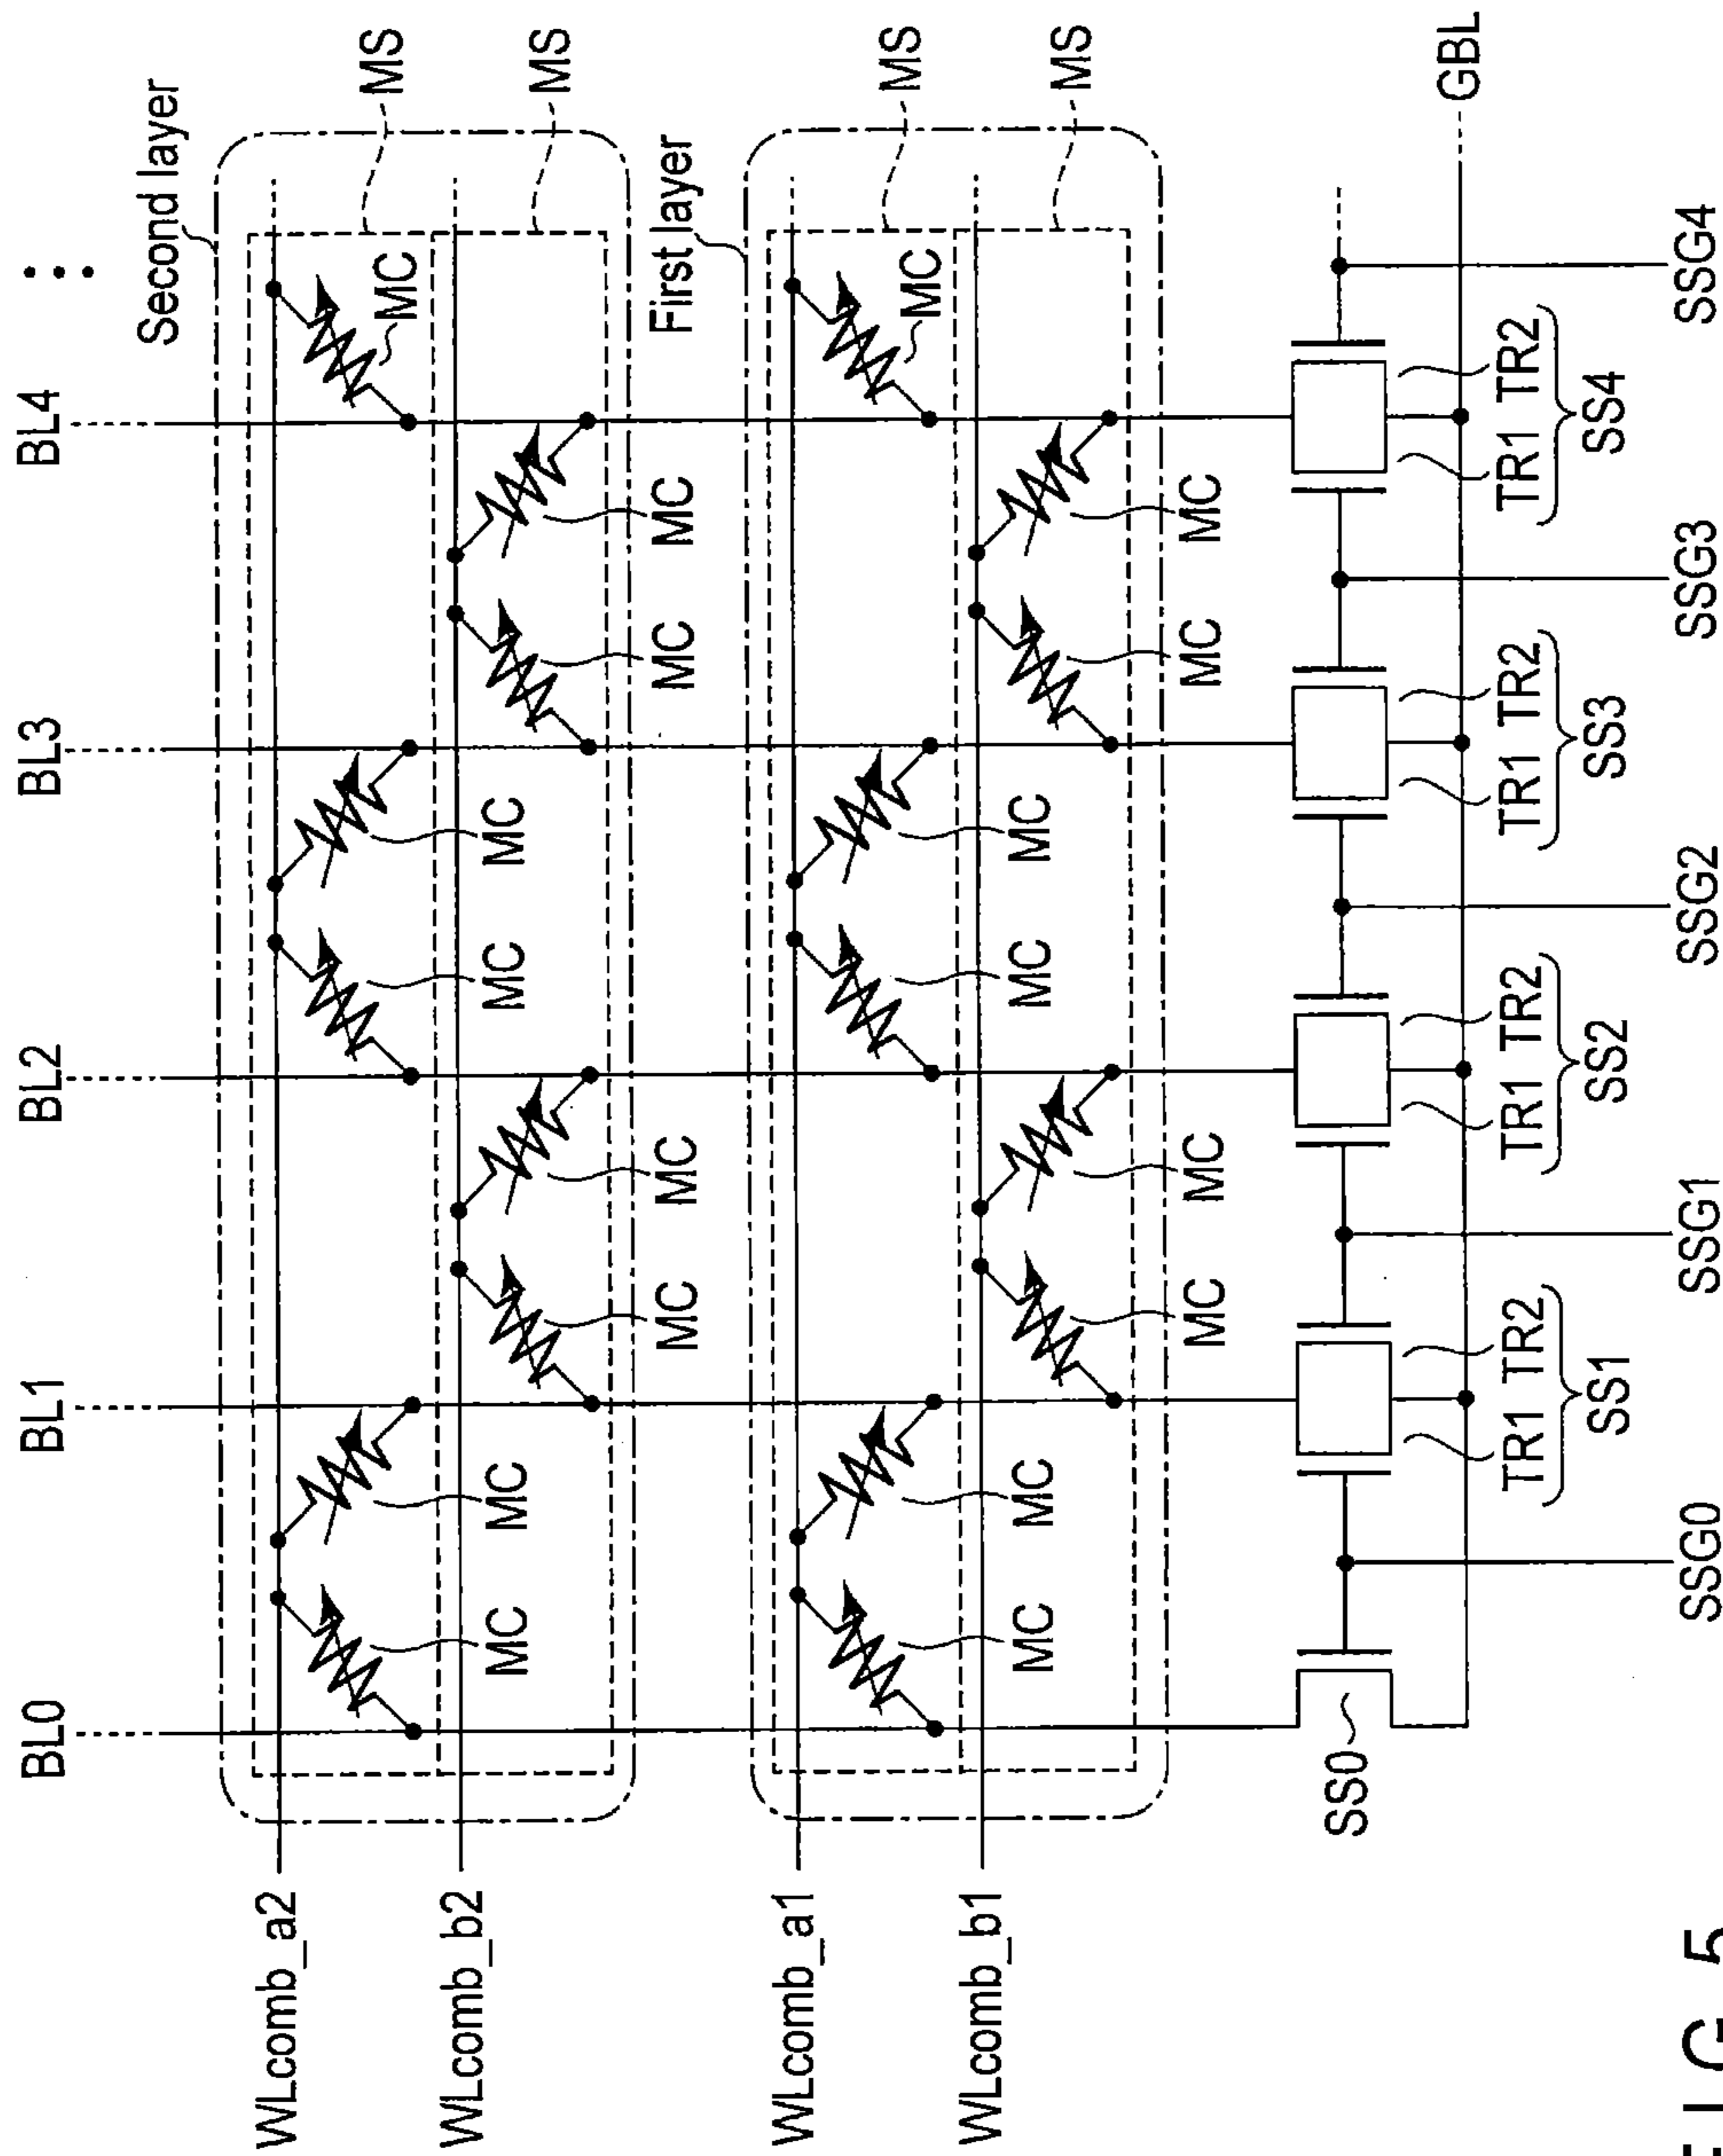 BL0 BL1 BL2 BL3 BL4 ...
Second layer
WLcomb_a2
MS
MC
WLcomb_b2
MC MC MC MC
MS
MC MC MC MC
First layer
WLcomb_a1
MS
MC
WLcomb_b1
MC MC MC MC
MS
MC MC MC MC
SS0
GBL
TR1 TR2 TR1 TR2 TR1 TR2 TR1 TR2
SS1 SS2 SS3 SS4
SSG0 SSG1 SSG2 SSG3 SSG4